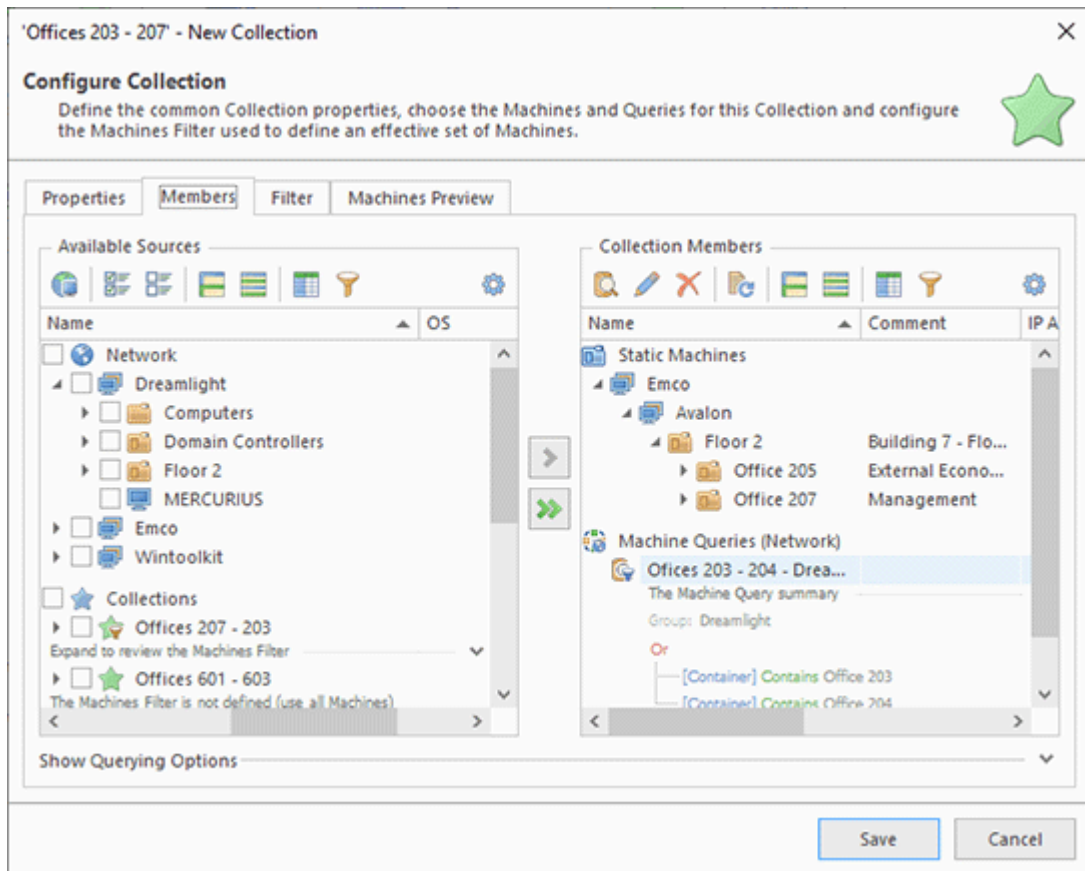 'Offices 203 - 207' - New Collection
Configure Collection
Define the common Collection properties, choose the Machines and Queries for this Collection and configure
the Machines Filter used to define an effective set of Machines.
Properties Members Filter Machines Preview
Available Sources
Name OS
Network
Dreamlight
Computers
Domain Controllers
Floor 2
MERCURIUS
Emco
Wintoolkit
Collections
Offices 207 - 203
Expand to review the Machines Filter
Offices 601 - 603
The Machines Filter is not defined (use all Machines)
Collection Members
Name Comment IP A
Static Machines
Emco
Avalon
Floor 2 Building 7 - Flo...
Office 205 External Econo...
Office 207 Management
Machine Queries (Network)
Ofices 203 - 204 - Drea...
The Machine Query summary
Group: Dreamlight
Or
[Container] Contains Office 203
[Container] Contains Office 204
Show Querying Options
Save Cancel